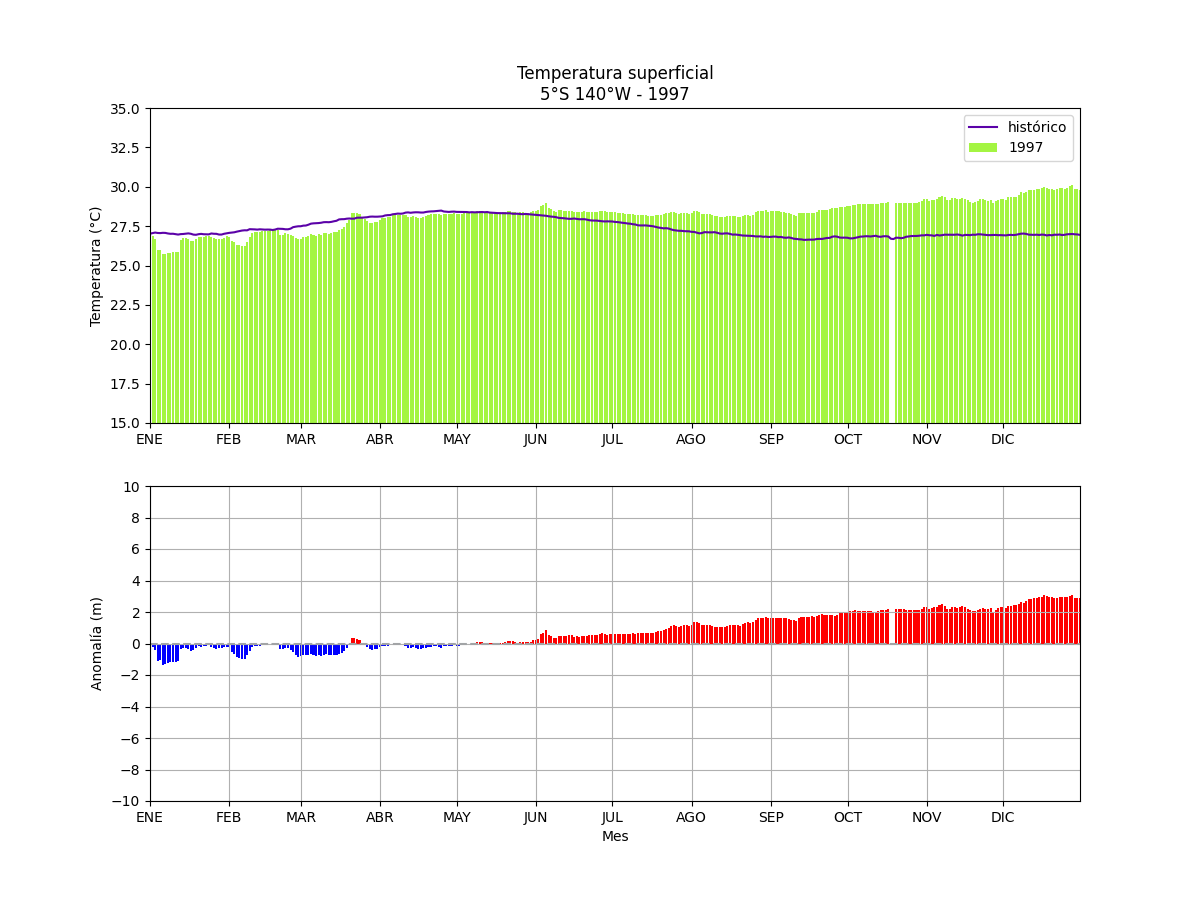 Temperatura superficial
5°S 140°W - 1997
35.0
32.5
30.0
27.5
25.0
22.5
20.0
17.5
15.0
Temperatura (°C)
histórico
1997
ENE FEB MAR ABR MAY JUN JUL AGO SEP OCT NOV DIC
10
8
6
4
2
0
−2
−4
−6
−8
−10
Anomalía (m)
ENE FEB MAR ABR MAY JUN JUL AGO SEP OCT NOV DIC
Mes